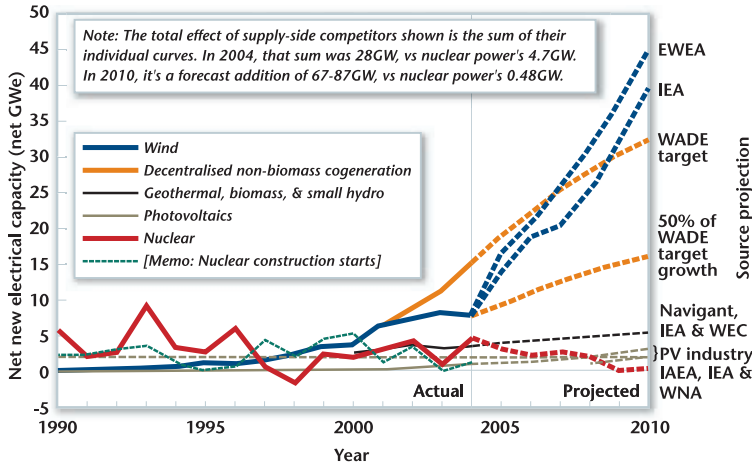 Net new electrical capacity (net GWe)
50
45
40
35
30
25
20
15
10
5
0
-5
Note: The total effect of supply-side competitors shown is the sum of their
individual curves. In 2004, that sum was 28GW, vs nuclear power's 4.7GW.
In 2010, it's a forecast addition of 67-87GW, vs nuclear power's 0.48GW.
Wind
Decentralised non-biomass cogeneration
Geothermal, biomass, & small hydro
Photovoltaics
Nuclear
[Memo: Nuclear construction starts]
EWEA
IEA
WADE
target
50% of
WADE
target
growth
Navigant,
IEA & WEC
}PV industry
IAEA, IEA &
WNA
Source projection
Actual
Projected
1990
1995
2000
2005
2010
Year